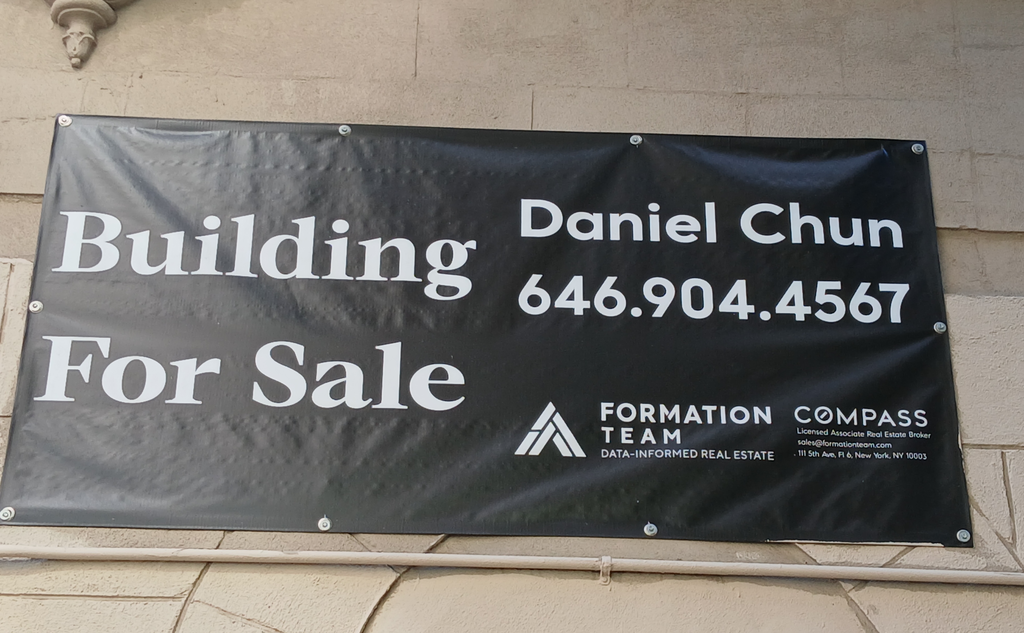 Building
For Sale
Daniel Chun
646.904.4567
FORMATION
TEAM
DATA-INFORMED REAL ESTATE
COMPASS
Licensed Associate Real Estate Broker
sales@formationteam.com
111 5th Ave, Fl 6, New York, NY 10003